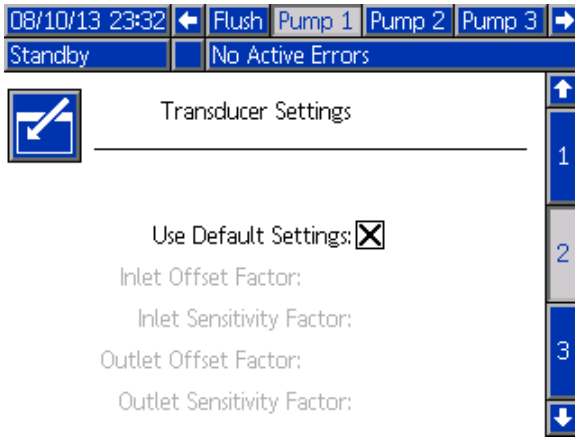 08/10/13 23:32 Flush Pump 1 Pump 2 Pump 3
Standby No Active Errors
Transducer Settings
1
Use Default Settings:
2
Inlet Offset Factor:
Inlet Sensitivity Factor:
3
Outlet Offset Factor:
Outlet Sensitivity Factor: